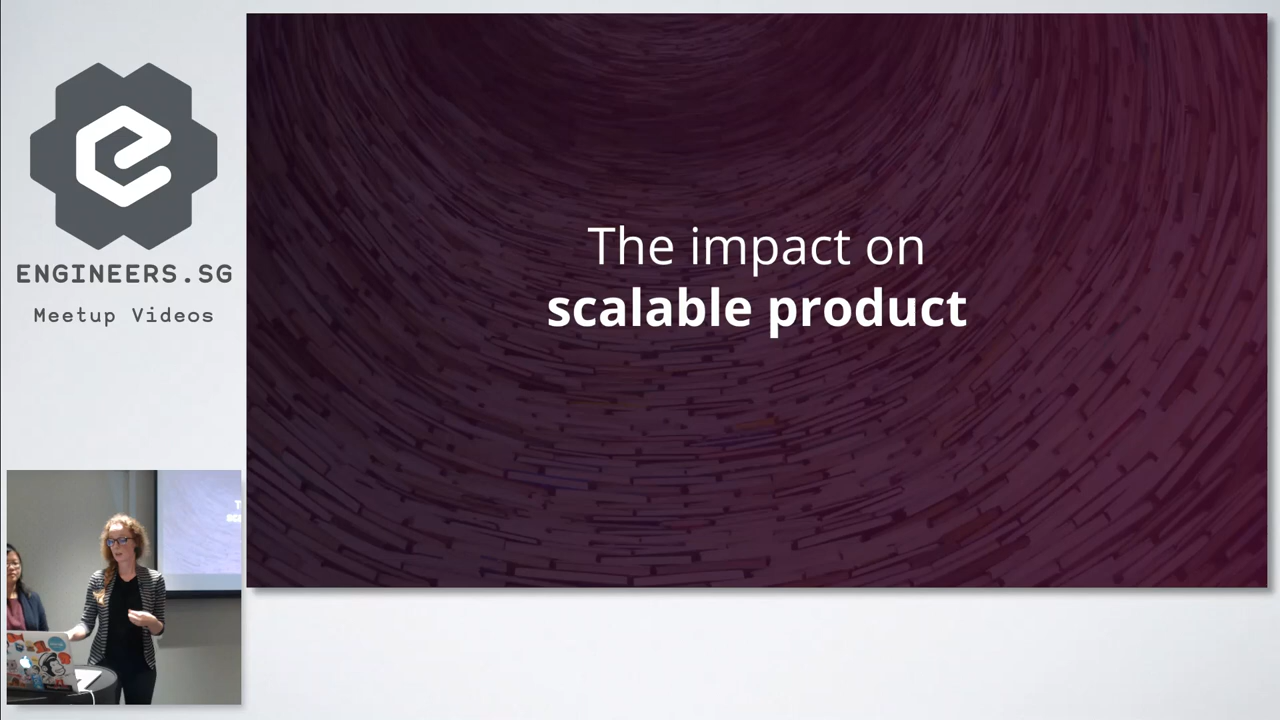 ENGINEERS.SG
Meetup Videos
The impact on
scalable product